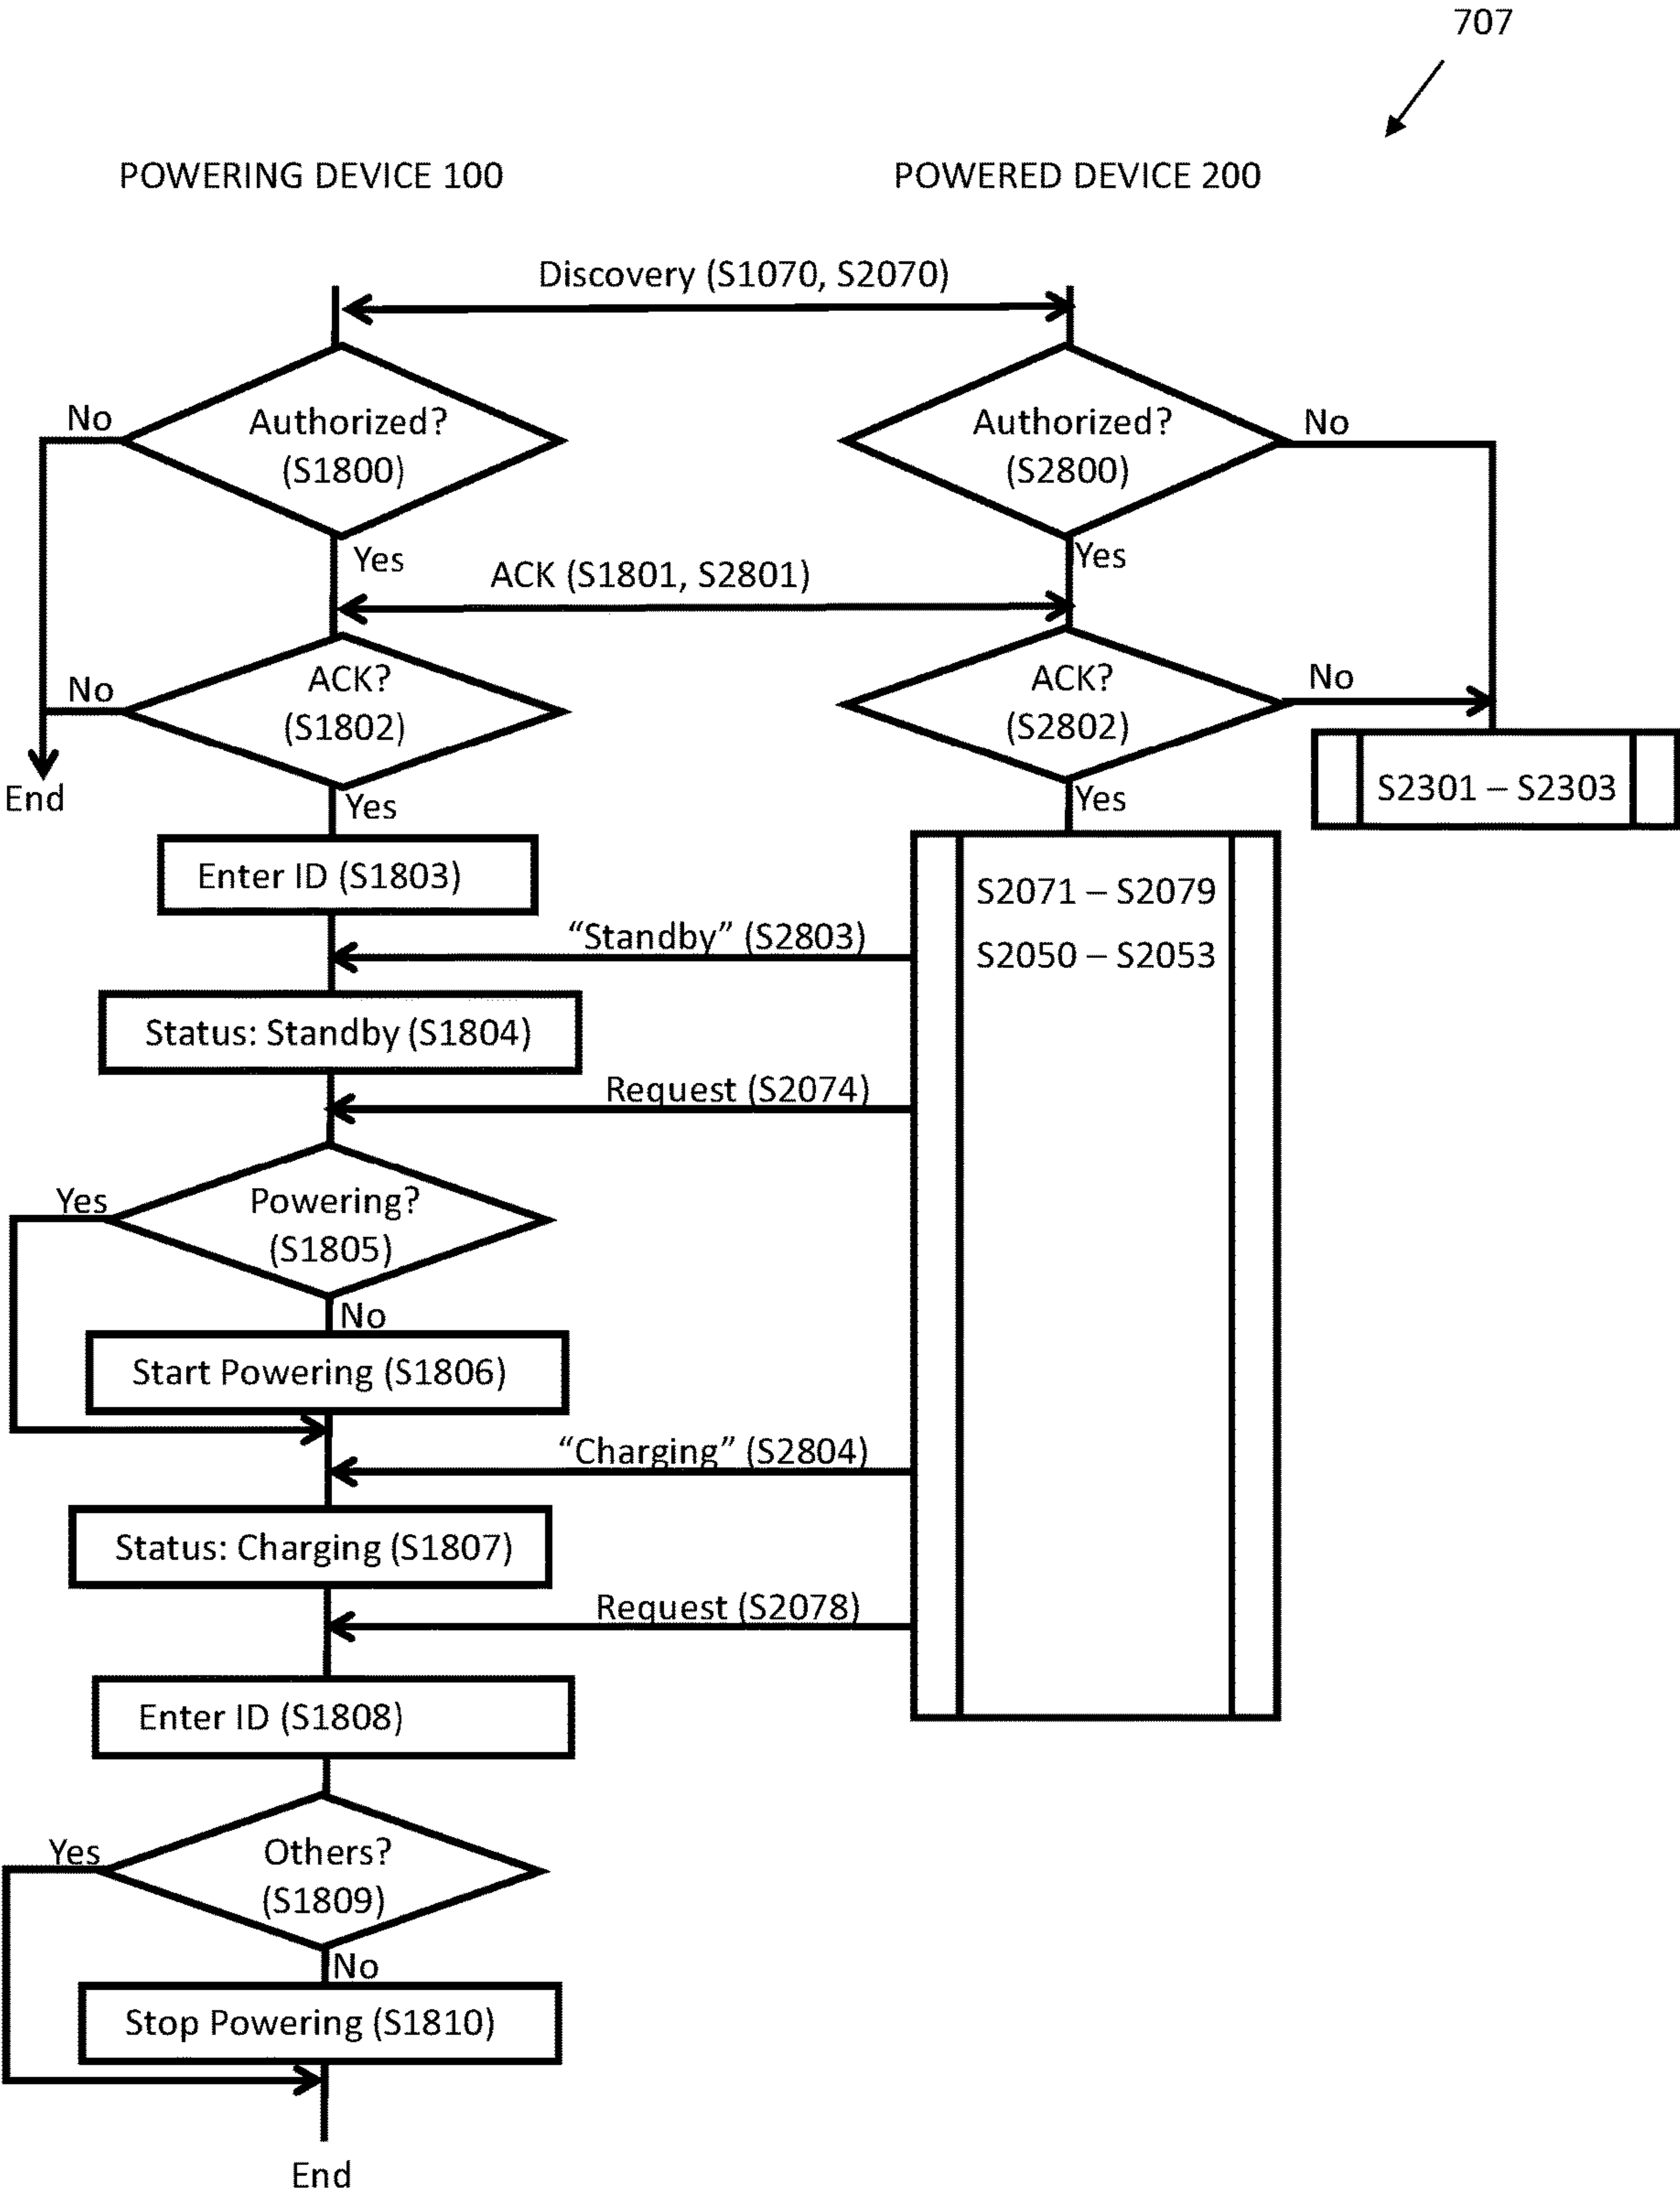 707
POWERING DEVICE 100
POWERED DEVICE 200
Discovery (S1070, S2070)
No
Authorized?
(S1800)
Authorized?
(S2800)
No
Yes
ACK (S1801, S2801)
Yes
No
ACK?
(S1802)
ACK?
(S2802)
No
End
Yes
Yes
S2301 – S2303
Enter ID (S1803)
S2071 – S2079
S2050 – S2053
“Standby” (S2803)
Status: Standby (S1804)
Request (S2074)
Yes
Powering?
(S1805)
No
Start Powering (S1806)
“Charging” (S2804)
Status: Charging (S1807)
Request (S2078)
Enter ID (S1808)
Yes
Others?
(S1809)
No
Stop Powering (S1810)
End